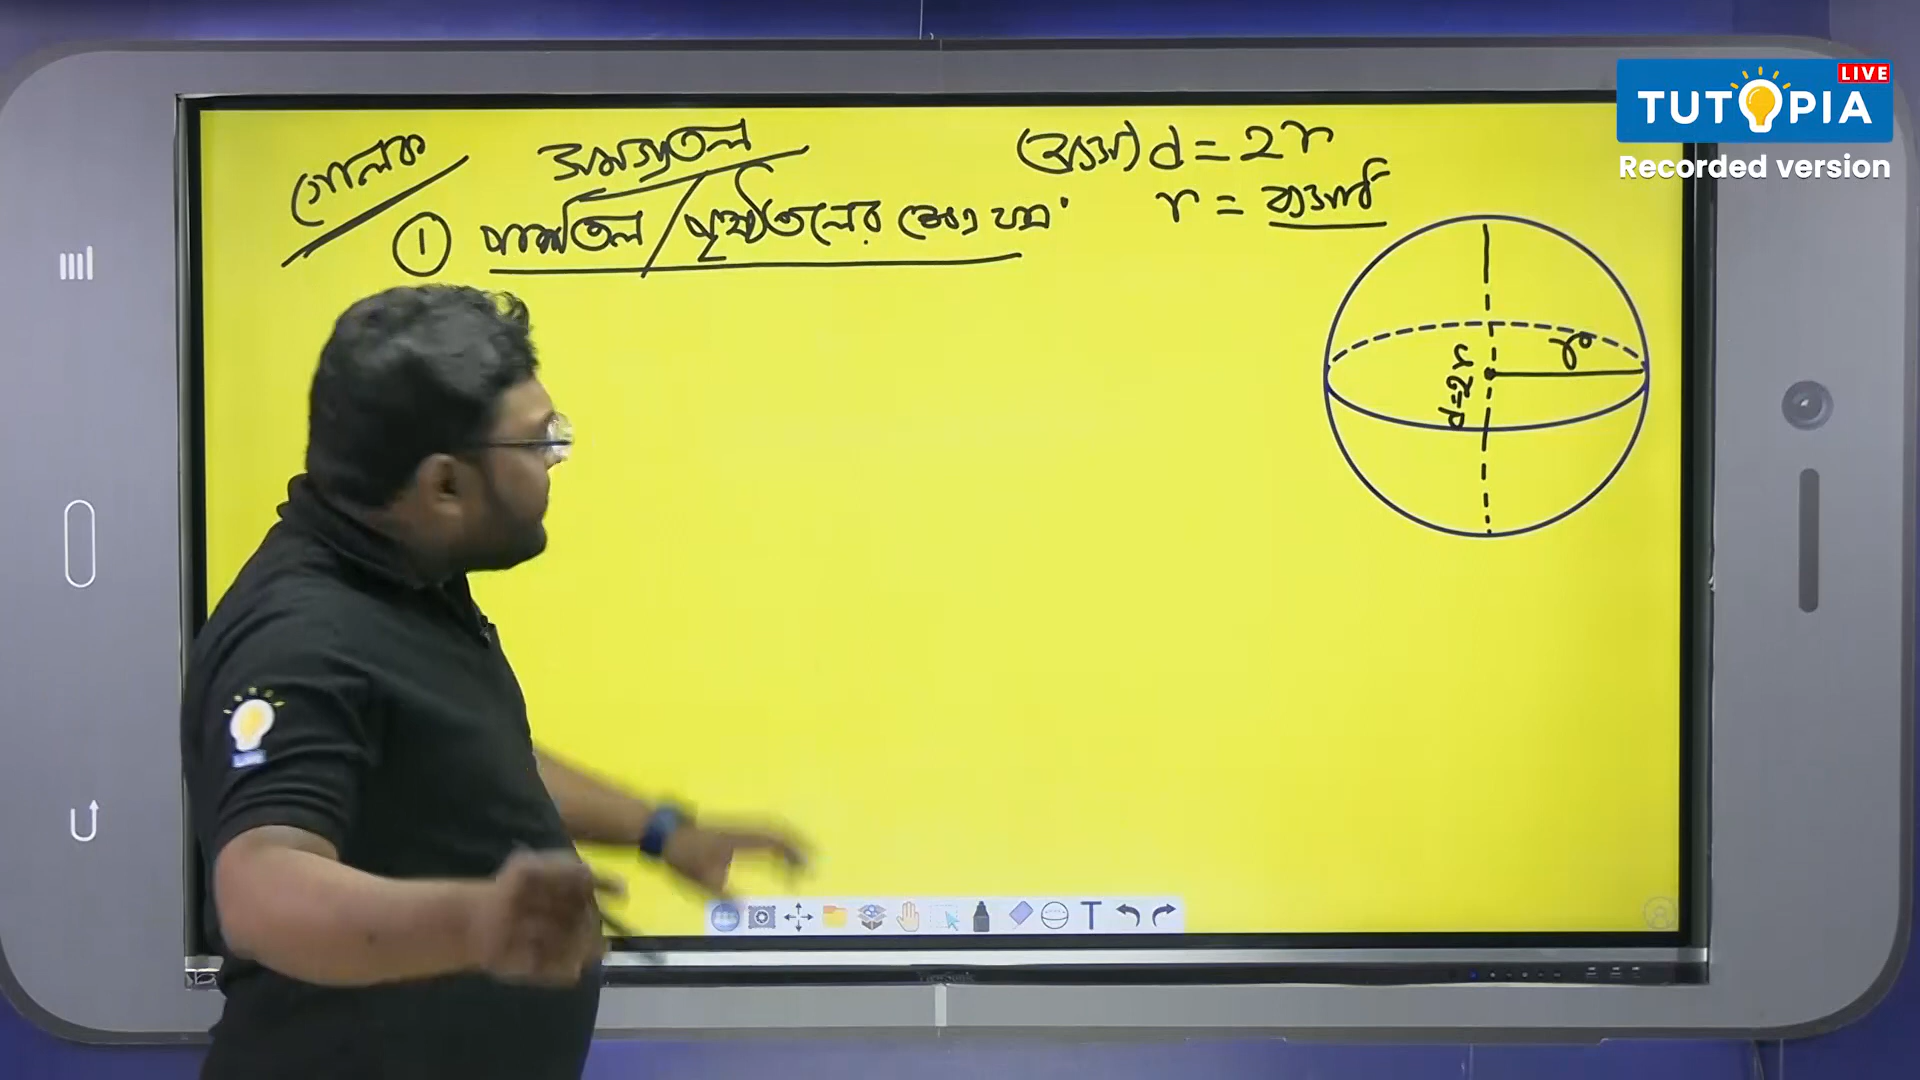 গোলক
সমগ্রতল
① বক্রতল / পৃষ্ঠতলের ক্ষেত্রফল
(ব্যাস) d = 2r
r = ব্যাসার্ধ
r
d=2r
LIVE
TUTOPIA
Recorded version
T